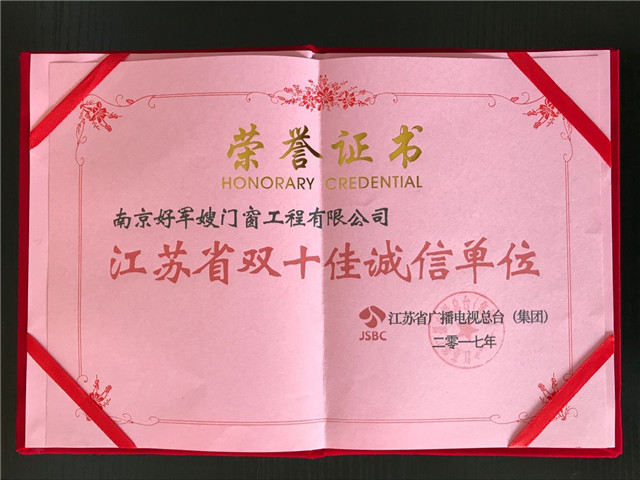 荣誉证书
HONORARY CREDENTIAL
南京好军嫂门窗工程有限公司
江苏省双十佳诚信单位
JSBC
江苏省广播电视总台（集团）
二零一七年